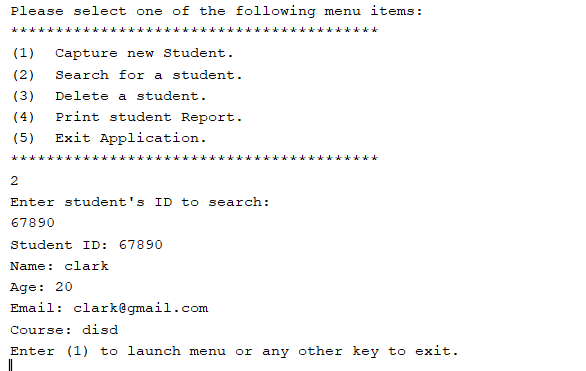 Please select one of the following menu items:
******************************************
(1) Capture new Student.
(2) Search for a student.
(3) Delete a student.
(4) Print student Report.
(5) Exit Application.
******************************************
2
Enter student's ID to search:
67890
Student ID: 67890
Name: clark
Age: 20
Email: clark@gmail.com
Course: disd
Enter (1) to launch menu or any other key to exit.